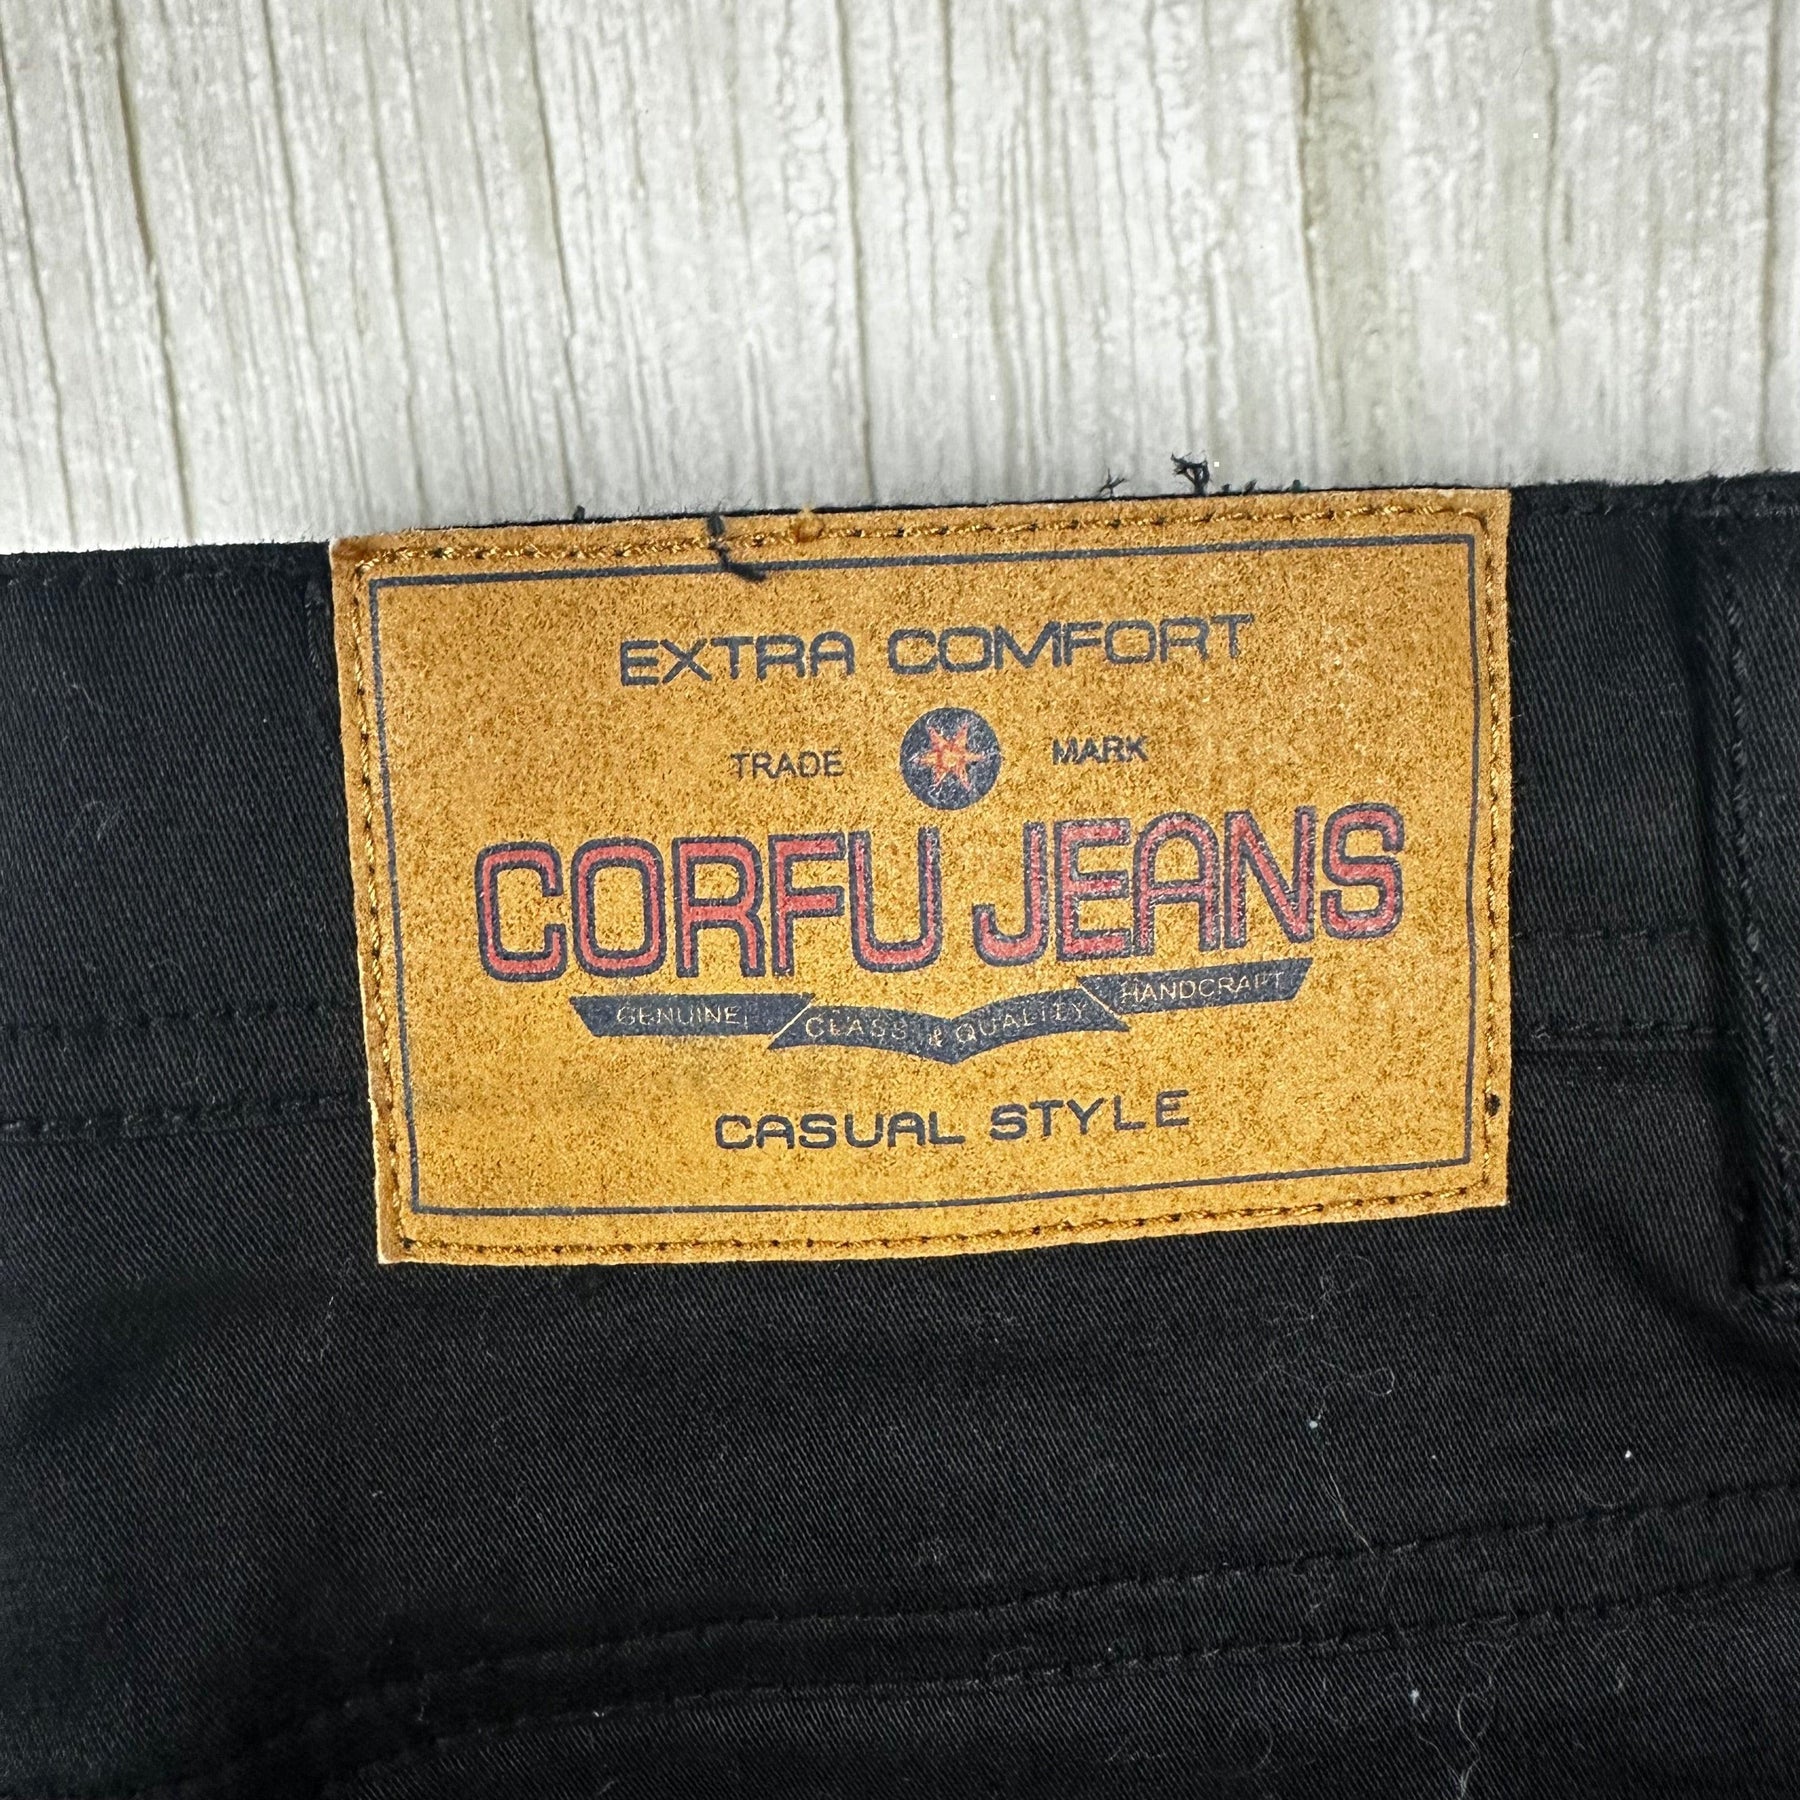 EXTRA COMFORT
TRADE MARK
CORFU JEANS
GENUINE CLASS & QUALITY HANDCRAFT
CASUAL STYLE